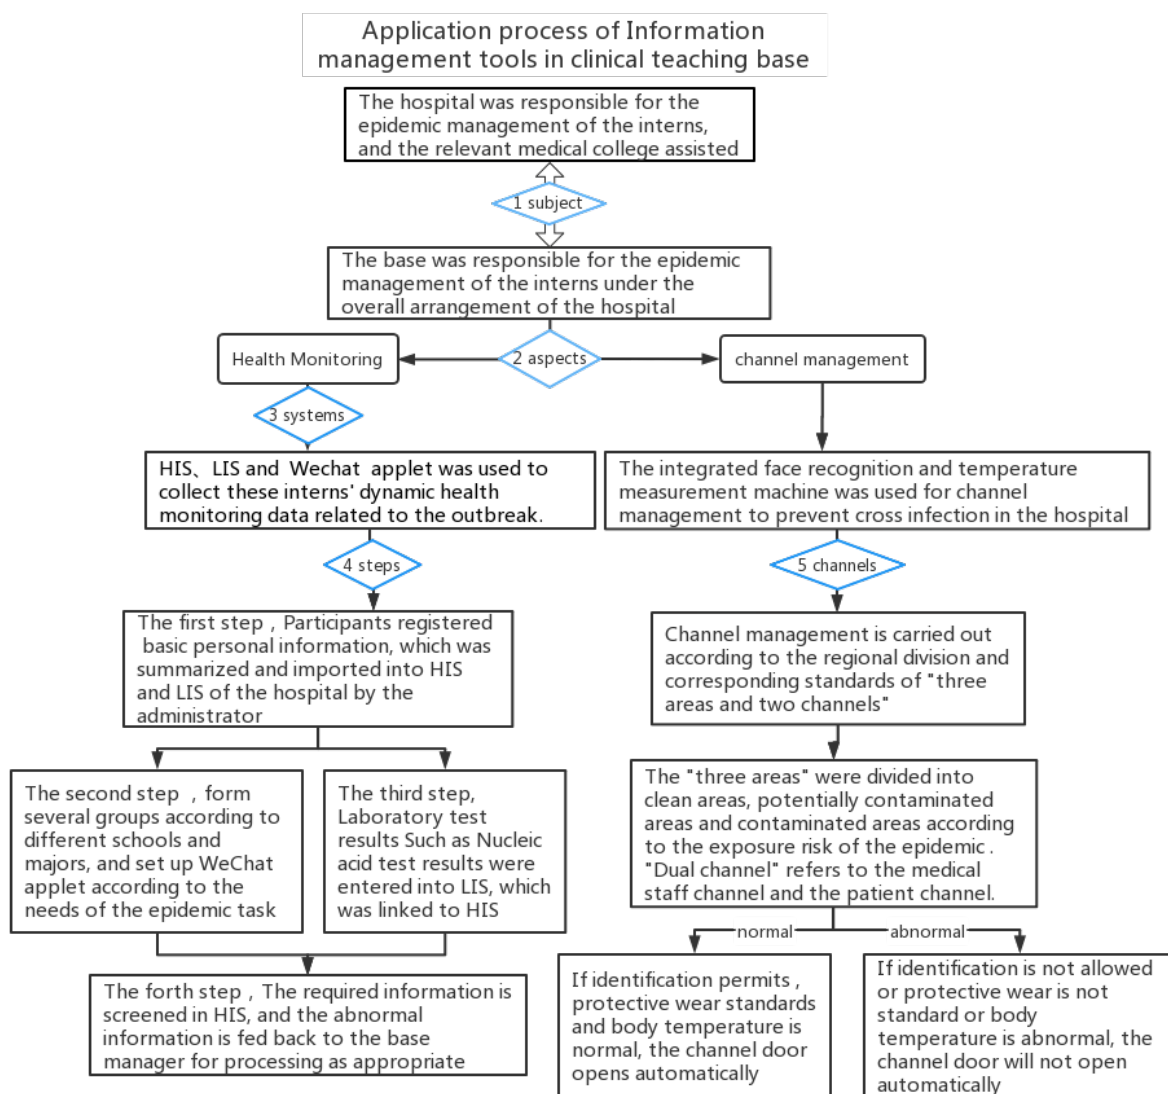 Application process of Information
management tools in clinical teaching base
The hospital was responsible for the
epidemic management of the interns,
and the relevant medical college assisted
1 subject
The base was responsible for the epidemic
management of the interns under the
overall arrangement of the hospital
Health Monitoring
2 aspects
channel management
3 systems
HIS、LIS and Wechat applet was used to
collect these interns' dynamic health
monitoring data related to the outbreak.
The integrated face recognition and temperature
measurement machine was used for channel
management to prevent cross infection in the hospital
4 steps
5 channels
The first step , Participants registered
basic personal information, which was
summarized and imported into HIS
and LIS of the hospital by the
administrator
Channel management is carried out
according to the regional division and
corresponding standards of "three
areas and two channels"
The second step , form
several groups according to
different schools and
majors, and set up WeChat
applet according to the
needs of the epidemic task
The third step,
Laboratory test
results Such as Nucleic
acid test results were
entered into LIS, which
was linked to HIS
The "three areas" were divided into
clean areas, potentially contaminated
areas and contaminated areas according
to the exposure risk of the epidemic .
"Dual channel" refers to the medical
staff channel and the patient channel.
normal
abnormal
The forth step , The required information is
screened in HIS, and the abnormal
information is fed back to the base
manager for processing as appropriate
If identification permits ,
protective wear standards
and body temperature is
normal, the channel door
opens automatically
If identification is not allowed
or protective wear is not
standard or body
temperature is abnormal, the
channel door will not open
automatically